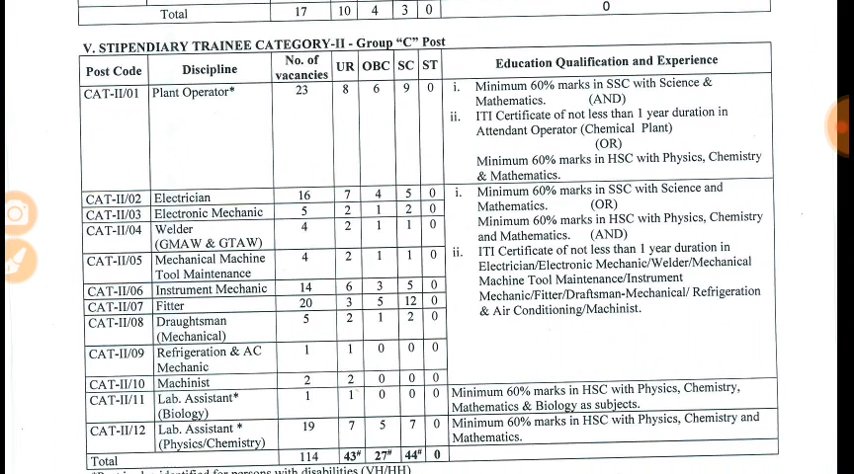 Total 17 10 4 3 0 0
V. STIPENDIARY TRAINEE CATEGORY-II - Group “C” Post
Post Code Discipline No. of vacancies UR OBC SC ST Education Qualification and Experience
CAT-II/01 Plant Operator* 23 8 6 9 0 i. Minimum 60% marks in SSC with Science &
Mathematics. (AND)
ii. ITI Certificate of not less than 1 year duration in
Attendant Operator (Chemical Plant)
(OR)
Minimum 60% marks in HSC with Physics, Chemistry
& Mathematics.
CAT-II/02 Electrician 16 7 4 5 0 i. Minimum 60% marks in SSC with Science and
Mathematics. (OR)
CAT-II/03 Electronic Mechanic 5 2 1 2 0
Minimum 60% marks in HSC with Physics, Chemistry
CAT-II/04 Welder 4 2 1 1 0
and Mathematics. (AND)
(GMAW & GTAW)
ii. ITI Certificate of not less than 1 year duration in
CAT-II/05 Mechanical Machine 4 2 1 1 0
Electrician/Electronic Mechanic/Welder/Mechanical
Tool Maintenance
Machine Tool Maintenance/Instrument
CAT-II/06 Instrument Mechanic 14 6 3 5 0
Mechanic/Fitter/Draftsman-Mechanical/ Refrigeration
CAT-II/07 Fitter 20 3 5 12 0
& Air Conditioning/Machinist.
CAT-II/08 Draughtsman 5 2 1 2 0
(Mechanical)
CAT-II/09 Refrigeration & AC 1 1 0 0 0
Mechanic
CAT-II/10 Machinist 2 2 0 0 0
CAT-II/11 Lab. Assistant* 1 1 0 0 0 Minimum 60% marks in HSC with Physics, Chemistry,
(Biology) Mathematics & Biology as subjects.
CAT-II/12 Lab. Assistant * 19 7 5 7 0 Minimum 60% marks in HSC with Physics, Chemistry and
(Physics/Chemistry) Mathematics.
Total 114 43# 27# 44# 0
for persons with disabilities (VH/HH)